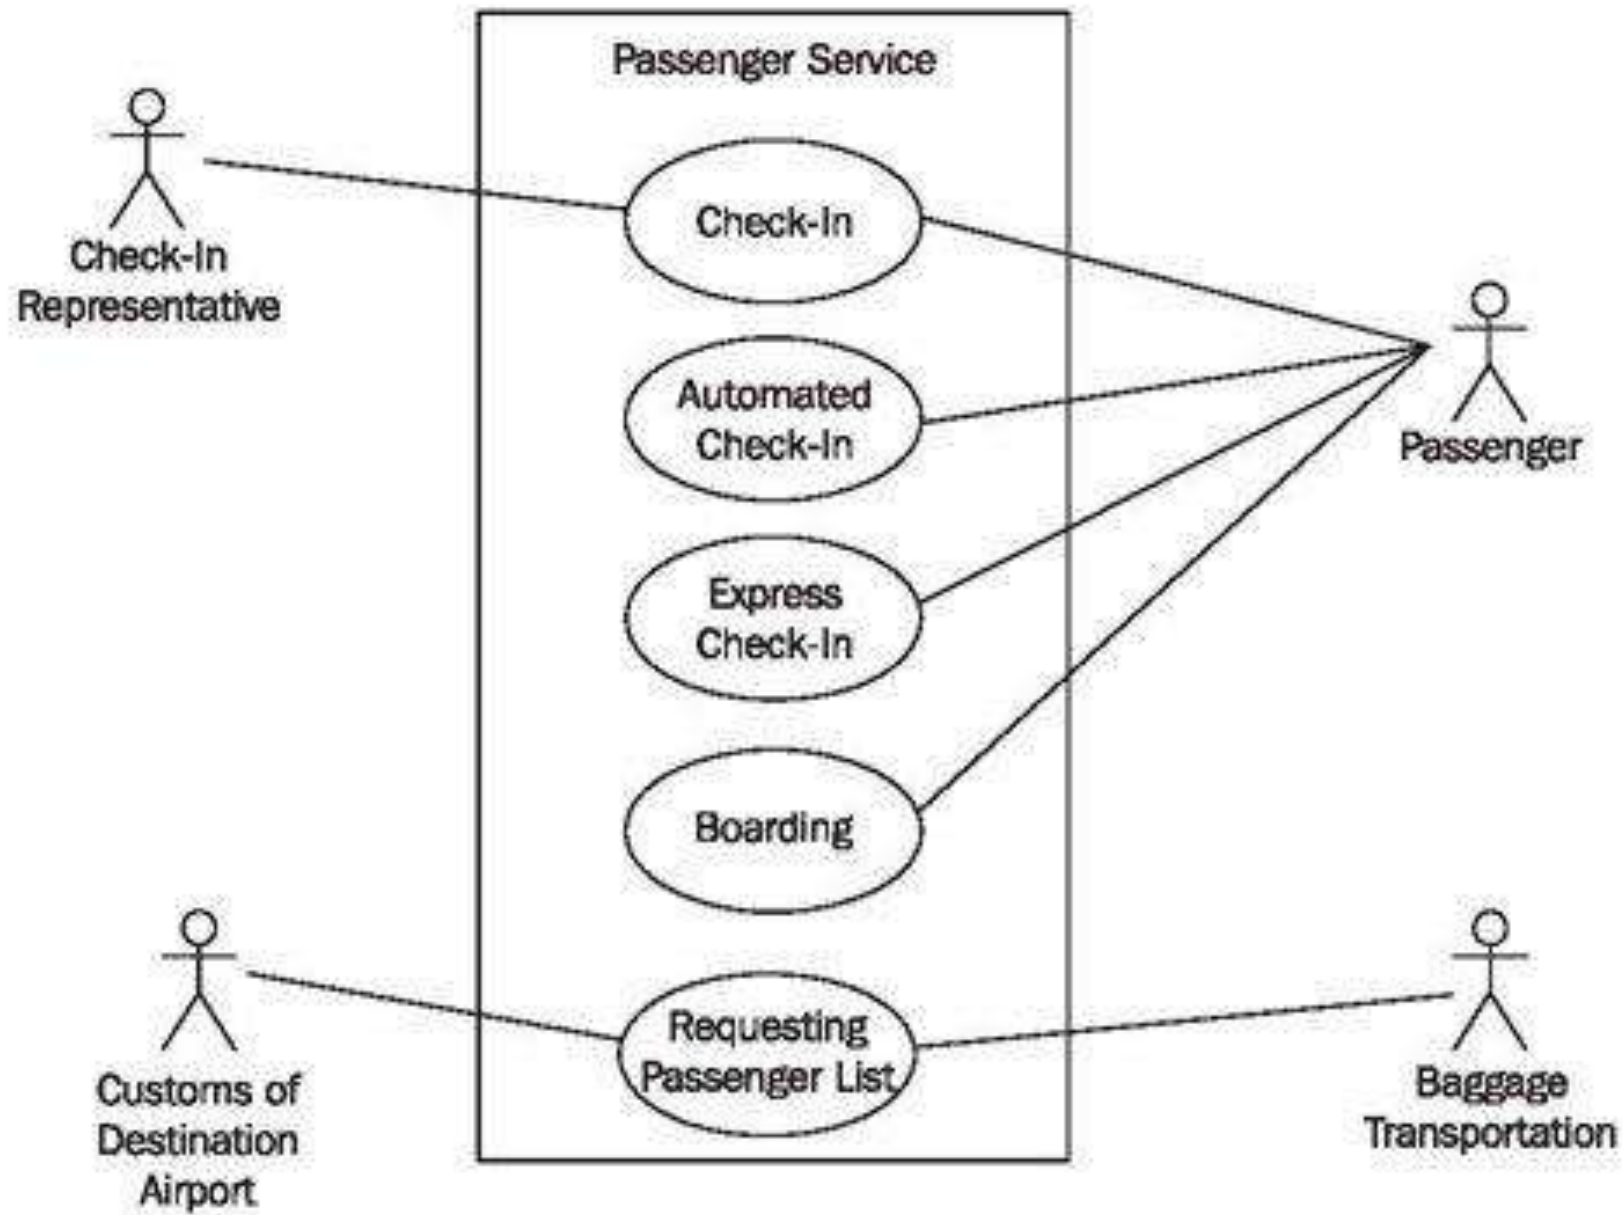 Passenger Service
Check-In
Representative
Check-In
Passenger
Automated
Check-In
Express
Check-In
Boarding
Requesting
Passenger List
Customs of
Destination
Airport
Baggage
Transportation